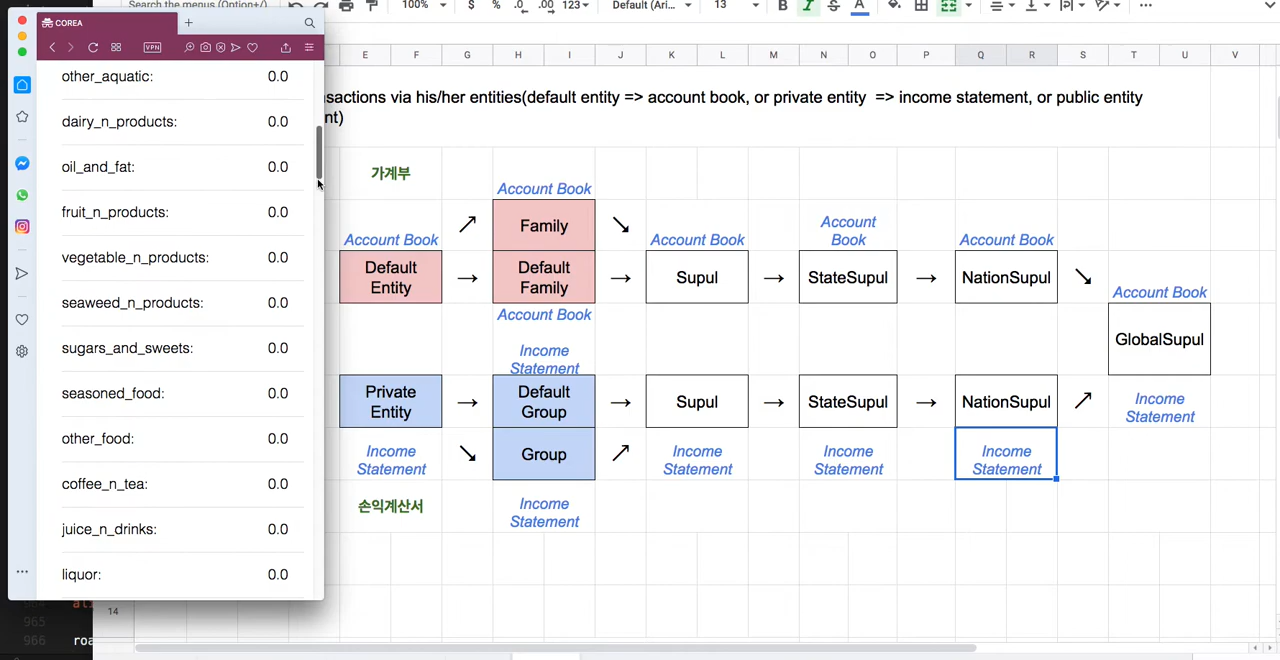 Search the menus (Option+/)
100%
$
%
.0
.00
123
Default (Ari...
13
B
I
S
A
COREA
VPN
E
F
G
H
I
J
K
L
M
N
O
P
Q
R
S
T
U
V
sactions via his/her entities(default entity => account book, or private entity => income statement, or public entity
nt)
other_aquatic: 0.0
dairy_n_products: 0.0
oil_and_fat: 0.0
fruit_n_products: 0.0
vegetable_n_products: 0.0
seaweed_n_products: 0.0
sugars_and_sweets: 0.0
seasoned_food: 0.0
other_food: 0.0
coffee_n_tea: 0.0
juice_n_drinks: 0.0
liquor: 0.0
가계부
Account Book
Family
Account Book
Default
Entity
Default
Family
Account Book
Account Book
Supul
Account
Book
StateSupul
Account Book
NationSupul
Account Book
GlobalSupul
Income
Statement
Income
Statement
Private
Entity
Default
Group
Supul
StateSupul
NationSupul
Income
Statement
Group
Income
Statement
Income
Statement
Income
Statement
손익계산서
Income
Statement
14
965
966
roa